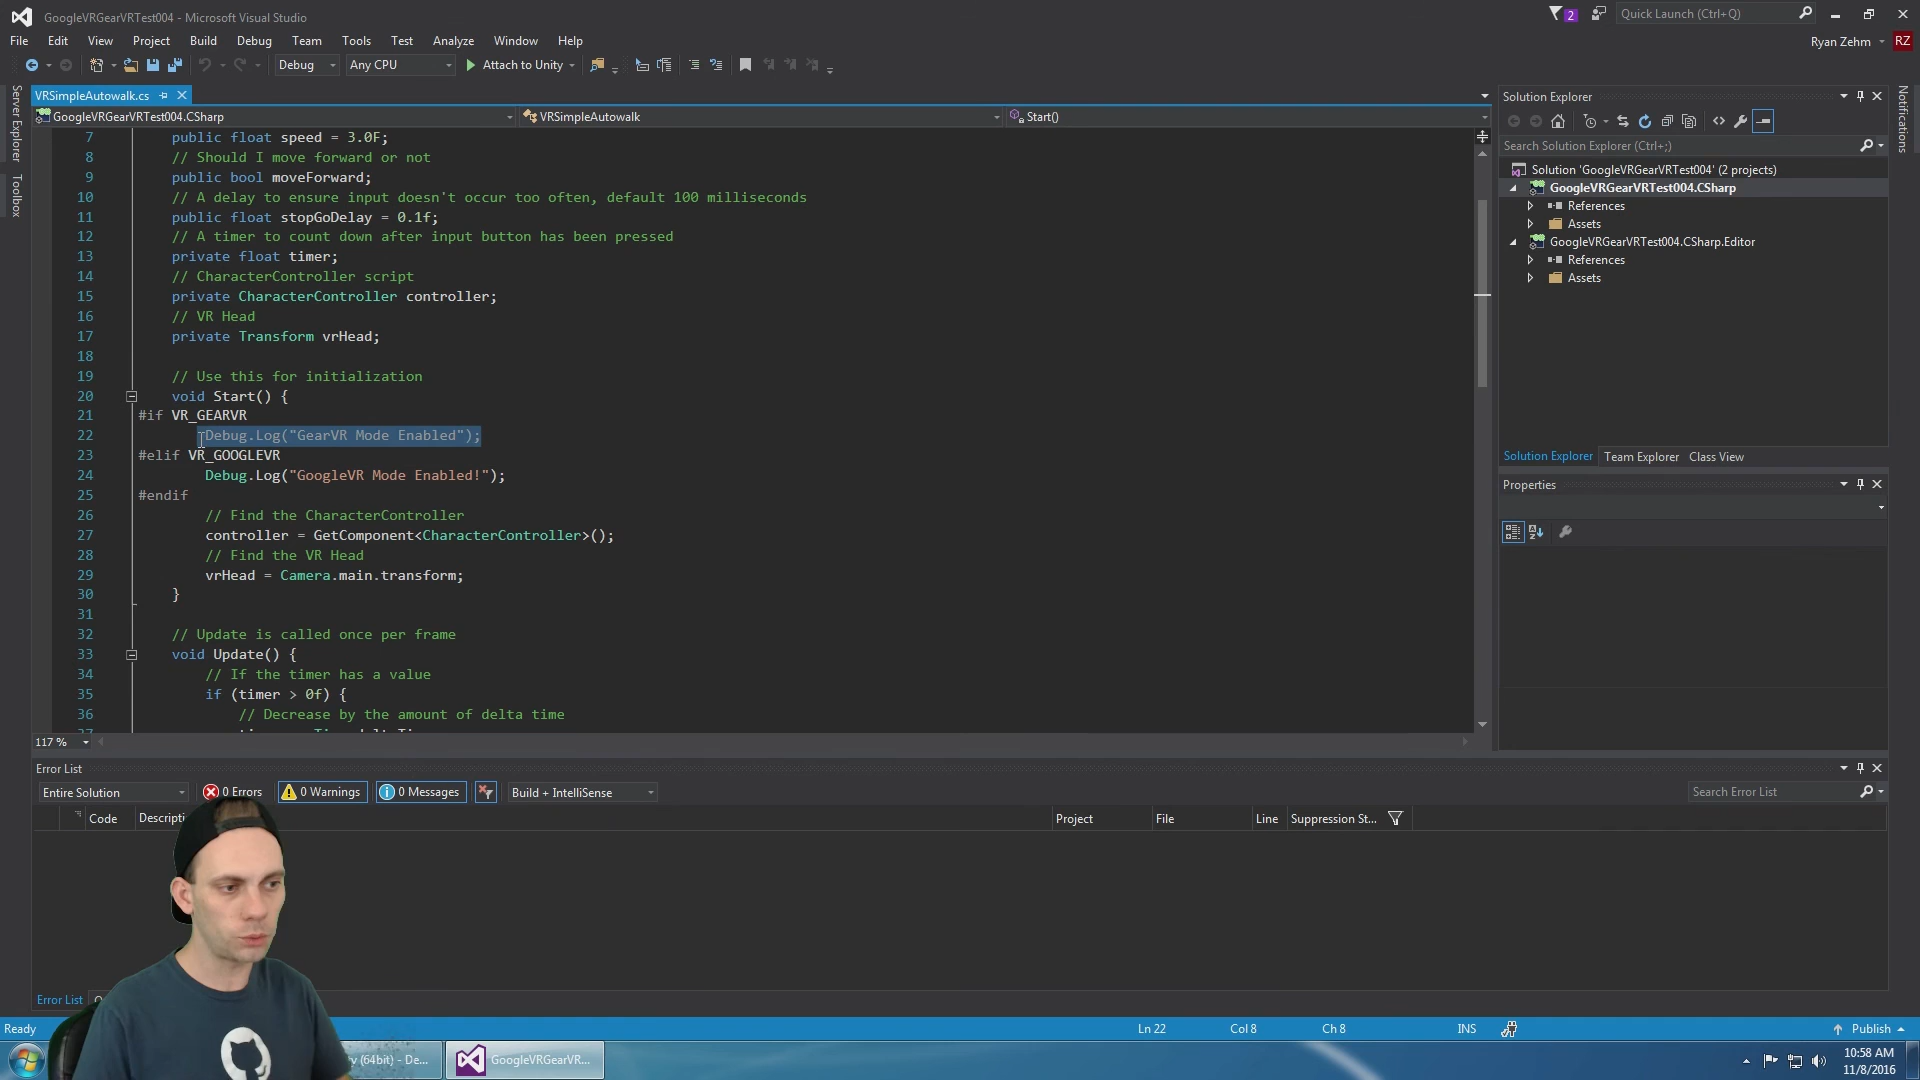 GoogleVRGearVRTest004 - Microsoft Visual Studio
2
Quick Launch (Ctrl+Q)
File Edit View Project Build Debug Team Tools Test Analyze Window Help
Ryan Zehm
RZ
Debug
Any CPU
Attach to Unity
Server Explorer
Toolbox
Notifications
VRSimpleAutowalk.cs
GoogleVRGearVRTest004.CSharp
VRSimpleAutowalk
Start()
7 public float speed = 3.0F;
8 // Should I move forward or not
9 public bool moveForward;
10 // A delay to ensure input doesn't occur too often, default 100 milliseconds
11 public float stopGoDelay = 0.1f;
12 // A timer to count down after input button has been pressed
13 private float timer;
14 // CharacterController script
15 private CharacterController controller;
16 // VR Head
17 private Transform vrHead;
18
19 // Use this for initialization
20 void Start() {
21 #if VR_GEARVR
22 Debug.Log("GearVR Mode Enabled");
23 #elif VR_GOOGLEVR
24 Debug.Log("GoogleVR Mode Enabled!");
25 #endif
26 // Find the CharacterController
27 controller = GetComponent<CharacterController>();
28 // Find the VR Head
29 vrHead = Camera.main.transform;
30 }
31
32 // Update is called once per frame
33 void Update() {
34 // If the timer has a value
35 if (timer > 0f) {
36 // Decrease by the amount of delta time
117 %
Solution Explorer
Search Solution Explorer (Ctrl+;)
Solution 'GoogleVRGearVRTest004' (2 projects)
GoogleVRGearVRTest004.CSharp
References
Assets
GoogleVRGearVRTest004.CSharp.Editor
References
Assets
Solution Explorer Team Explorer Class View
Properties
Error List
Entire Solution
0 Errors
0 Warnings
0 Messages
Build + IntelliSense
Search Error List
Code
Descripti
Project
File
Line
Suppression St...
Error List
Ready
Ln 22
Col 8
Ch 8
INS
Publish
(64bit) - De...
GoogleVRGearVR...
10:58 AM
11/8/2016